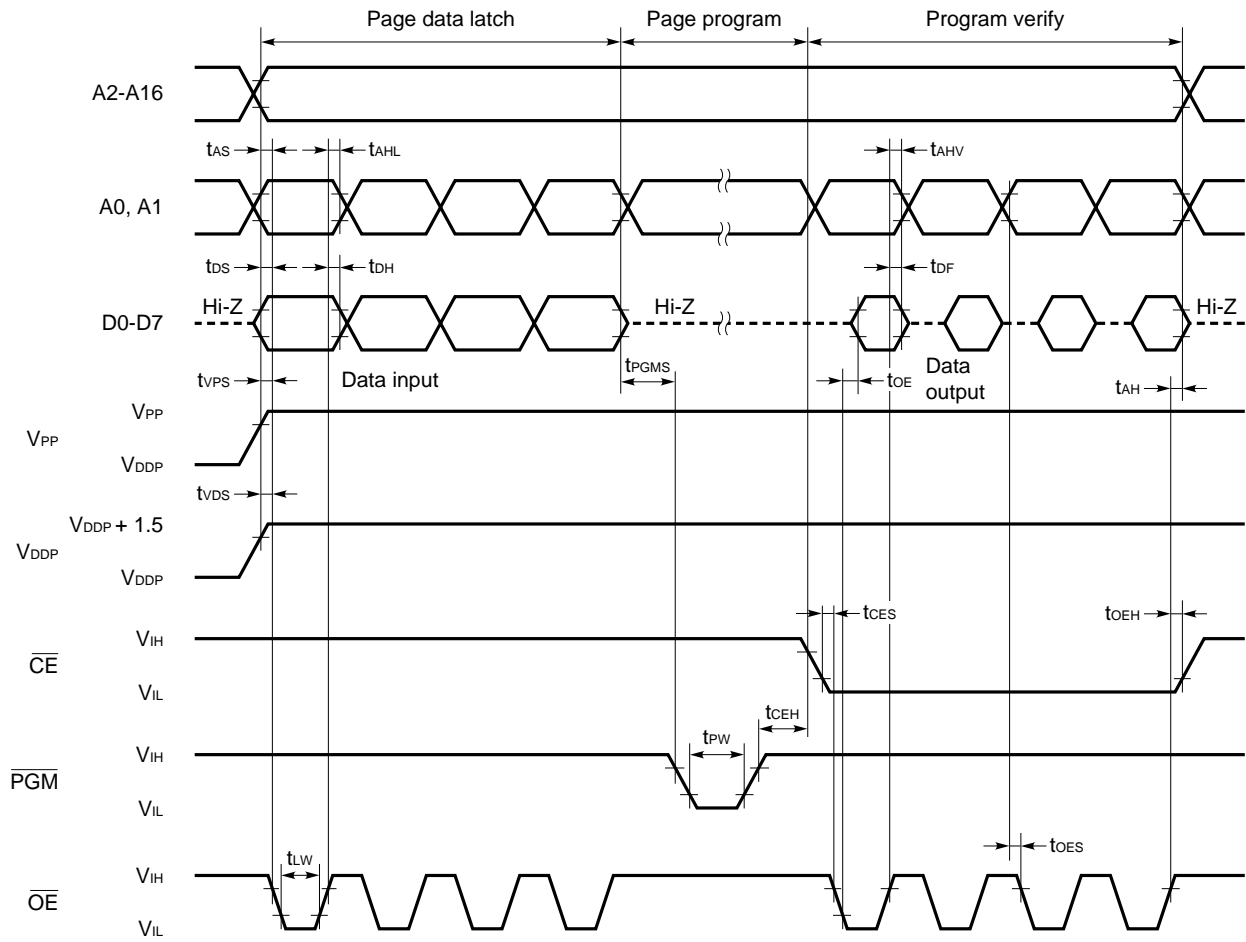 Page data latch Page program Program verify
A2-A16
tAS tAHL tAHV
A0, A1
tDS tDH tDF
Hi-Z Hi-Z Hi-Z
D0-D7
tVPS Data input tPGMS tOE Data output tAH
VPP
VPP
VDDP
tVDS
VDDP + 1.5
VDDP
VDDP
tCES tOEH
VIH
CE
VIL
tCEH
VIH tPW
PGM
VIL
tLW tOES
VIH
OE
VIL